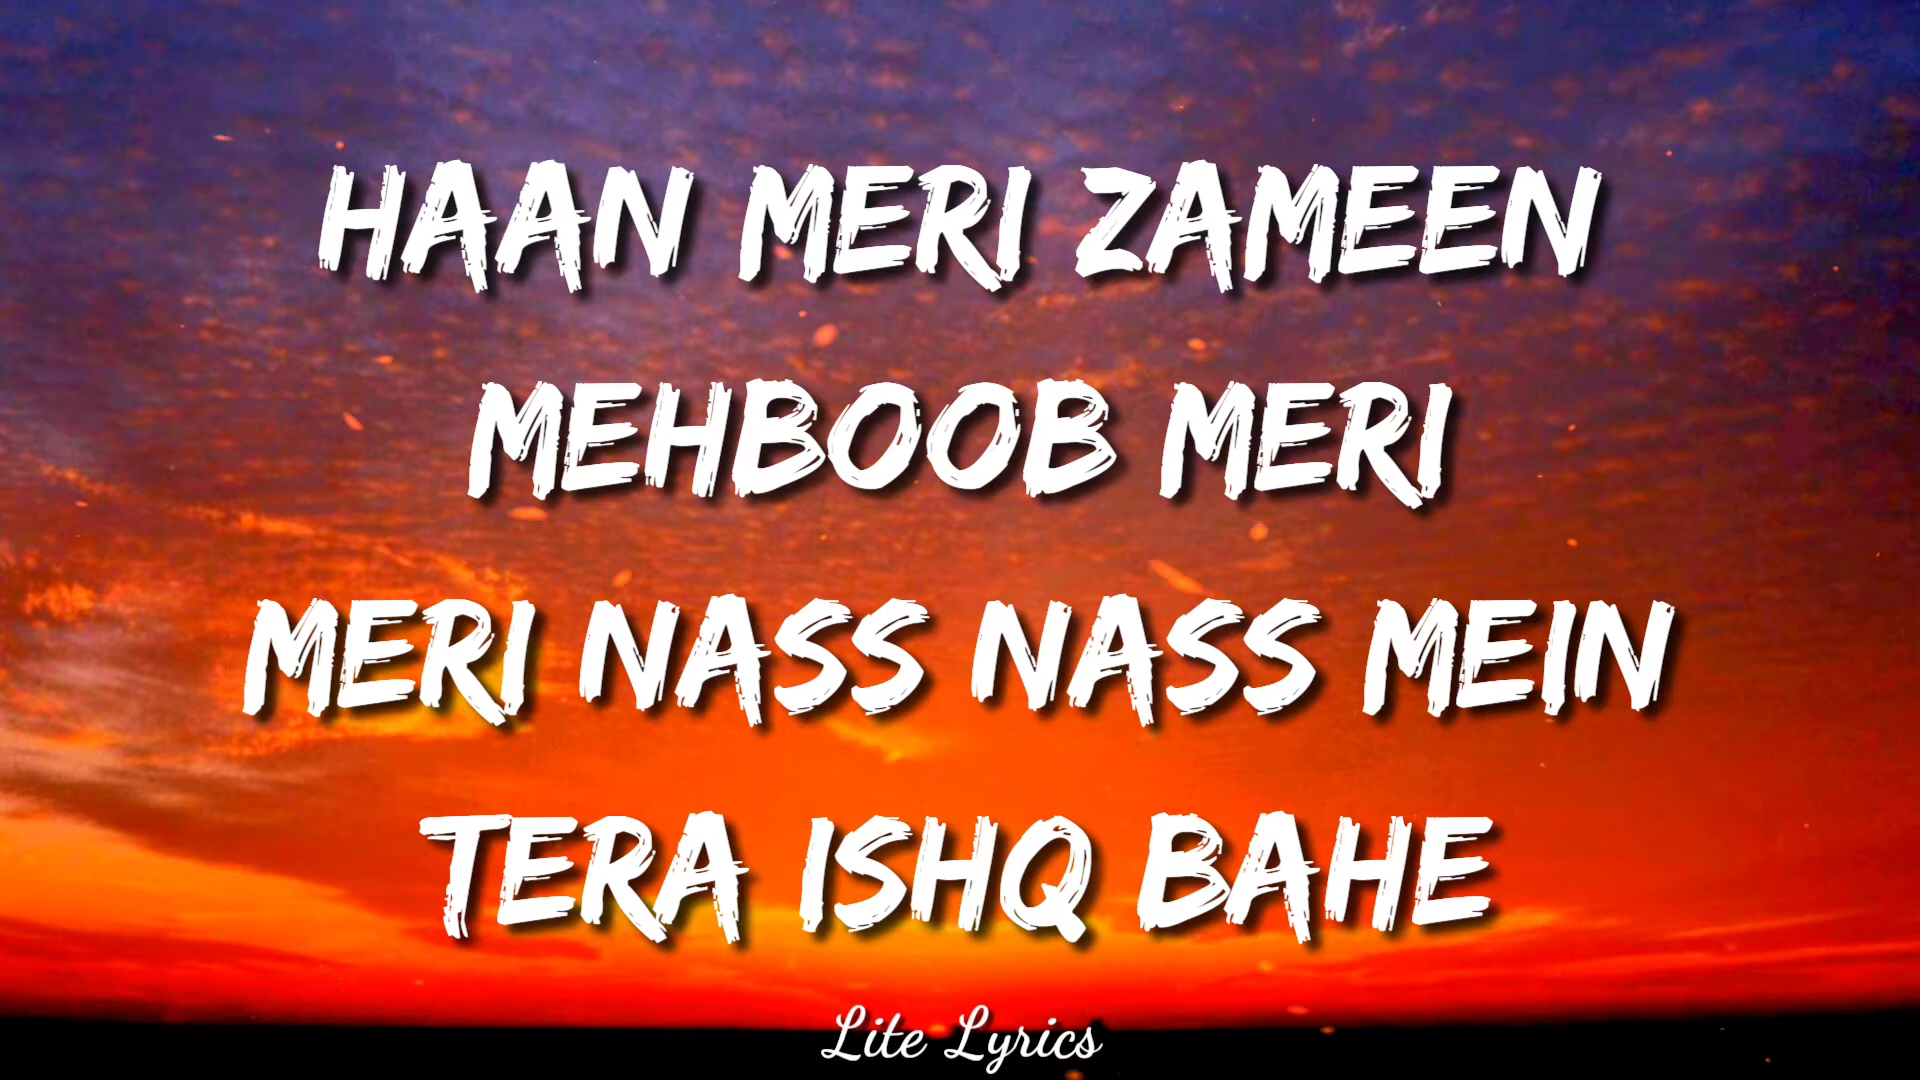 HAAN MERI ZAMEEN
MEHBOOB MERI
MERI NASS NASS MEIN
TERA ISHQ BAHE
Lite Lyrics